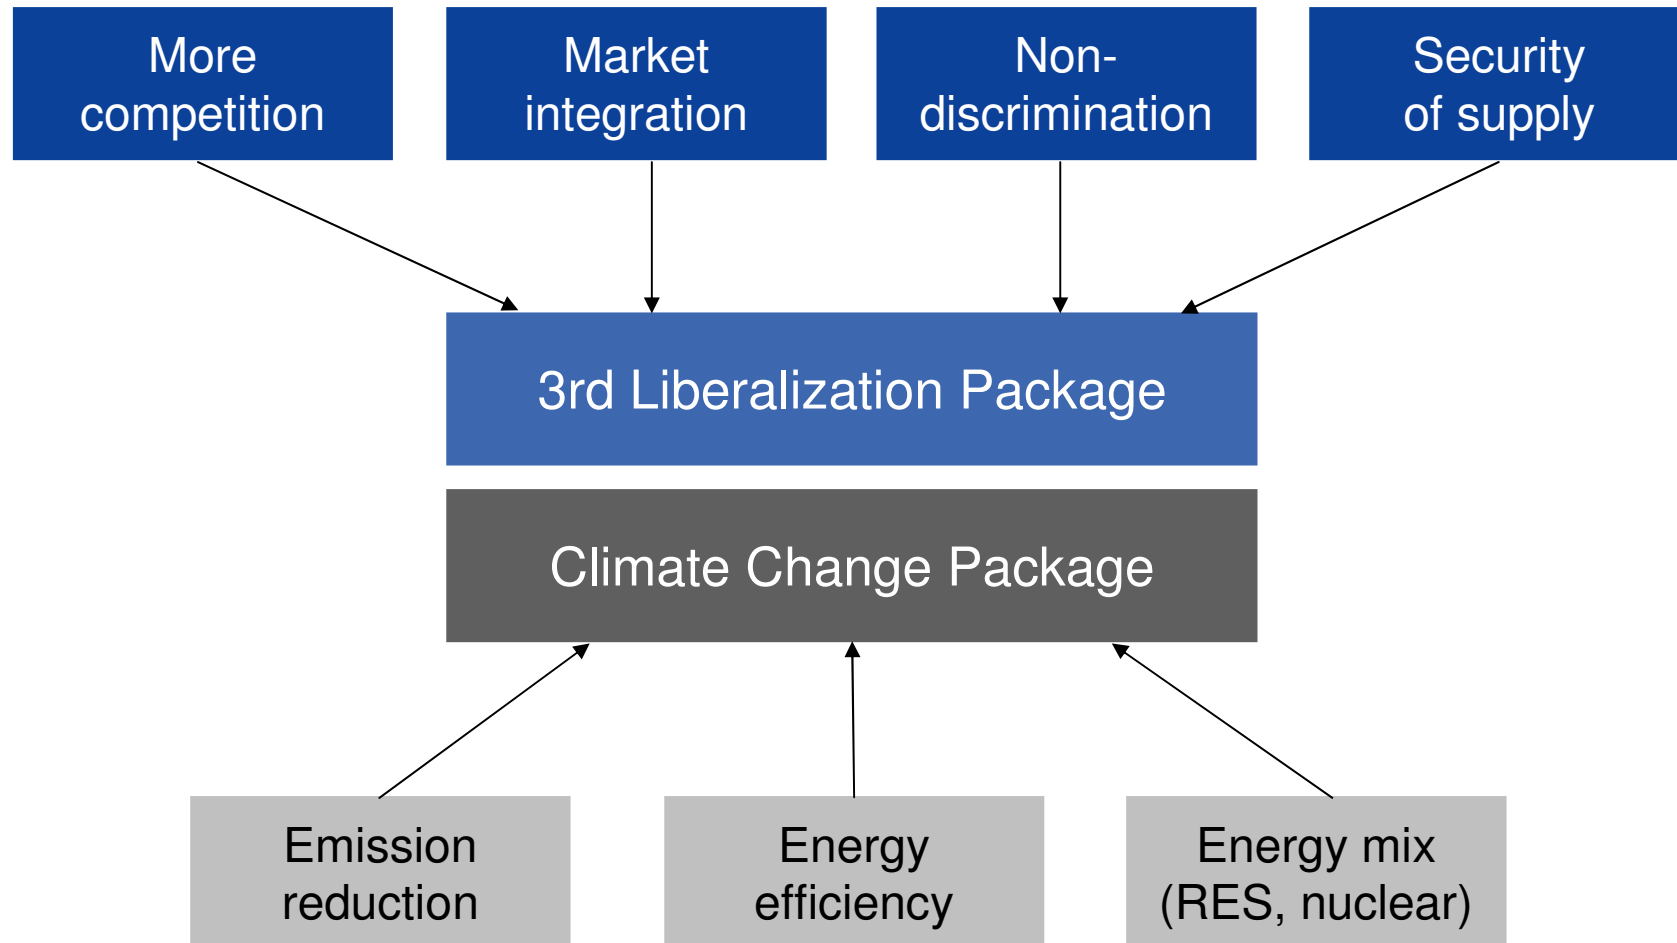 More
competition
Market
integration
Non-
discrimination
Security
of supply
3rd Liberalization Package
Climate Change Package
Emission
reduction
Energy
efficiency
Energy mix
(RES, nuclear)